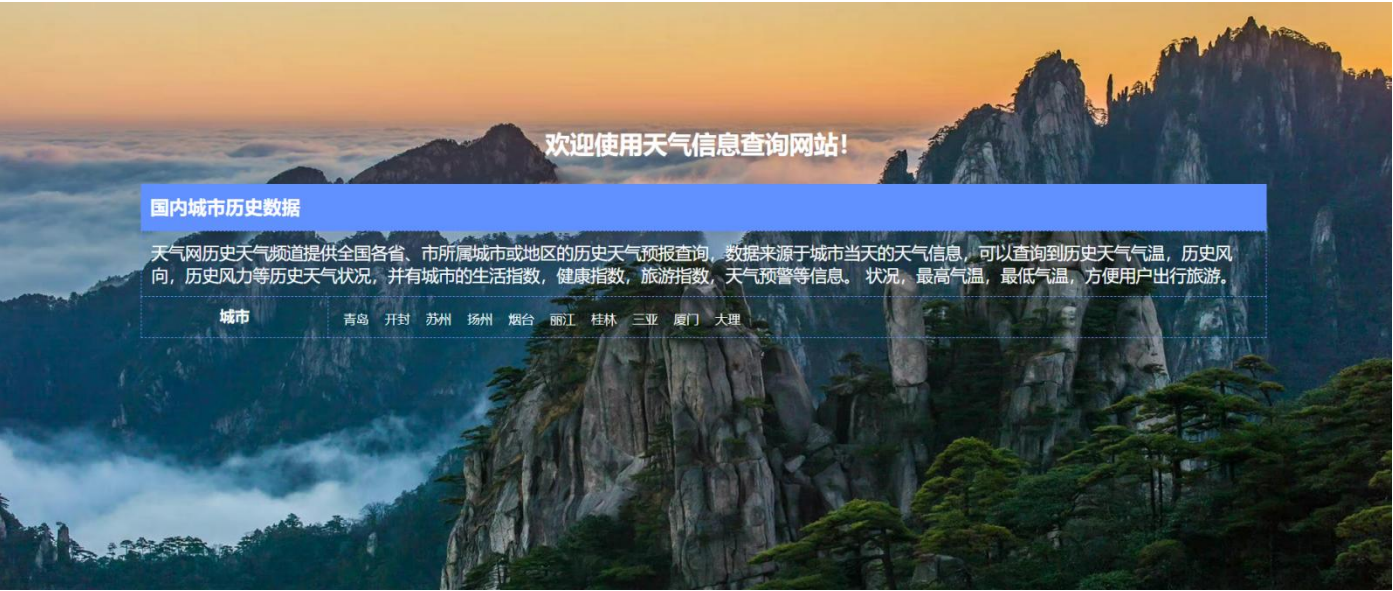 欢迎使用天气信息查询网站！
国内城市历史数据
天气网历史天气频道提供全国各省、市所属城市或地区的历史天气预报查询，数据来源于城市当天的天气信息，可以查询到历史天气气温，历史风
向，历史风力等历史天气状况，并有城市的生活指数，健康指数，旅游指数，天气预警等信息。 状况，最高气温，最低气温，方便用户出行旅游。
城市 青岛 开封 苏州 扬州 烟台 丽江 桂林 三亚 厦门 大理